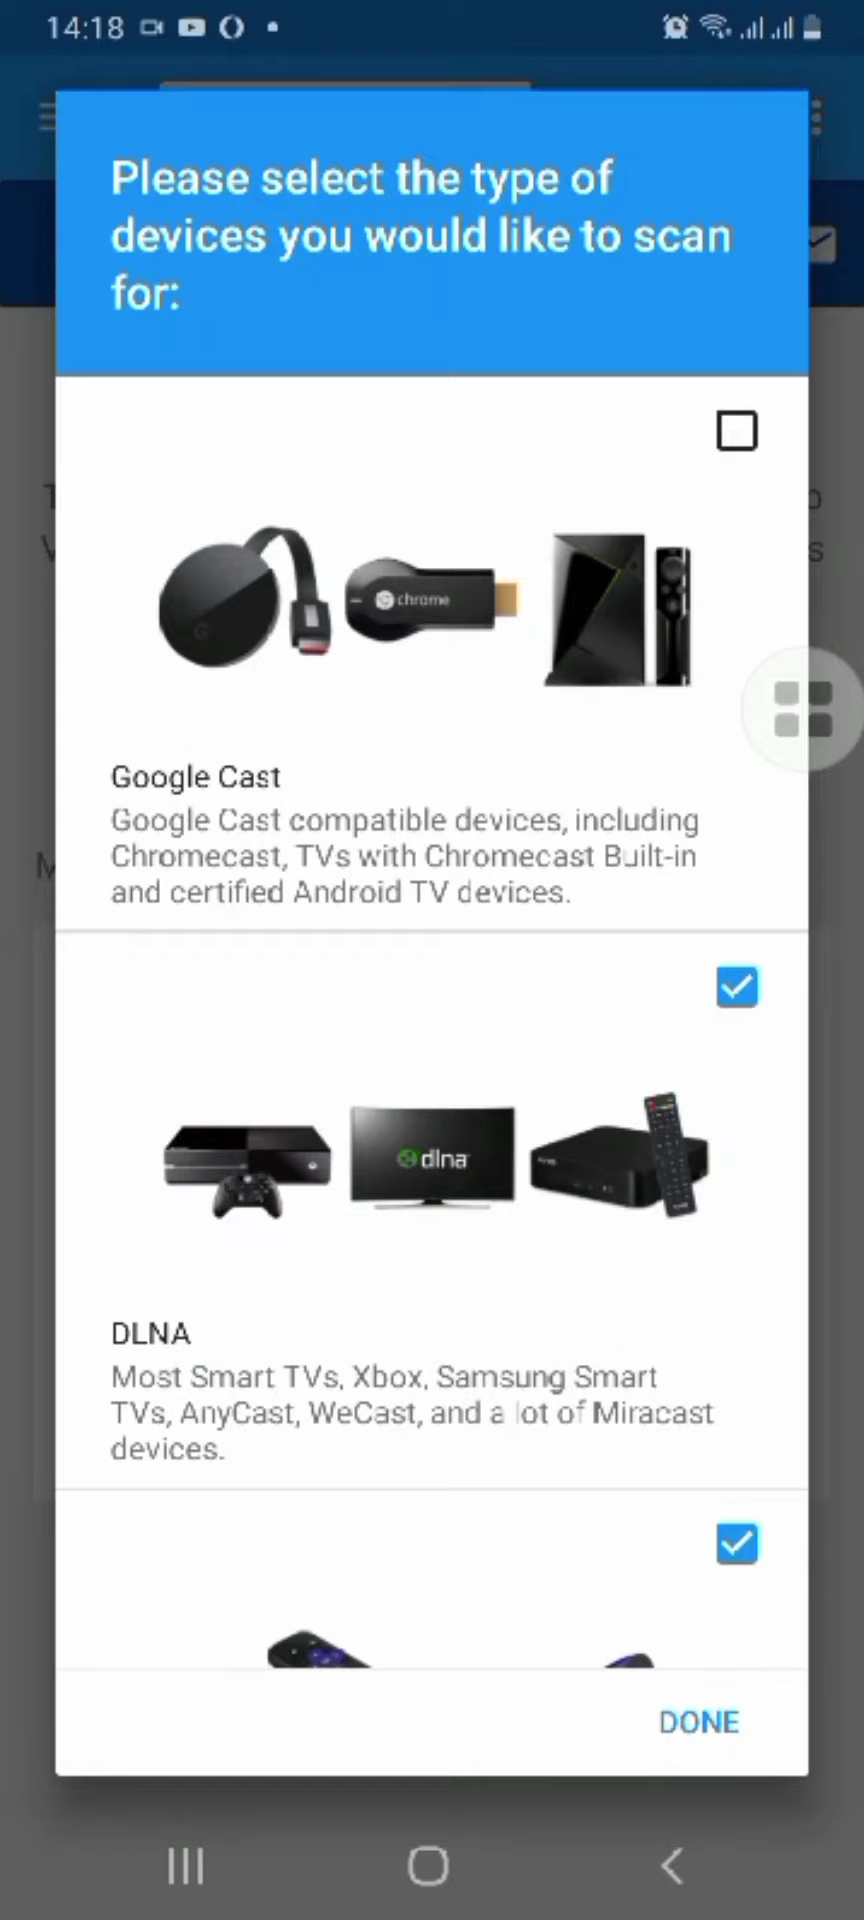 14:18
Please select the type of
devices you would like to scan
for:
chrome
Google Cast
Google Cast compatible devices, including
Chromecast, TVs with Chromecast Built-in
and certified Android TV devices.
dlna
DLNA
Most Smart TVs, Xbox, Samsung Smart
TVs, AnyCast, WeCast, and a lot of Miracast
devices.
DONE